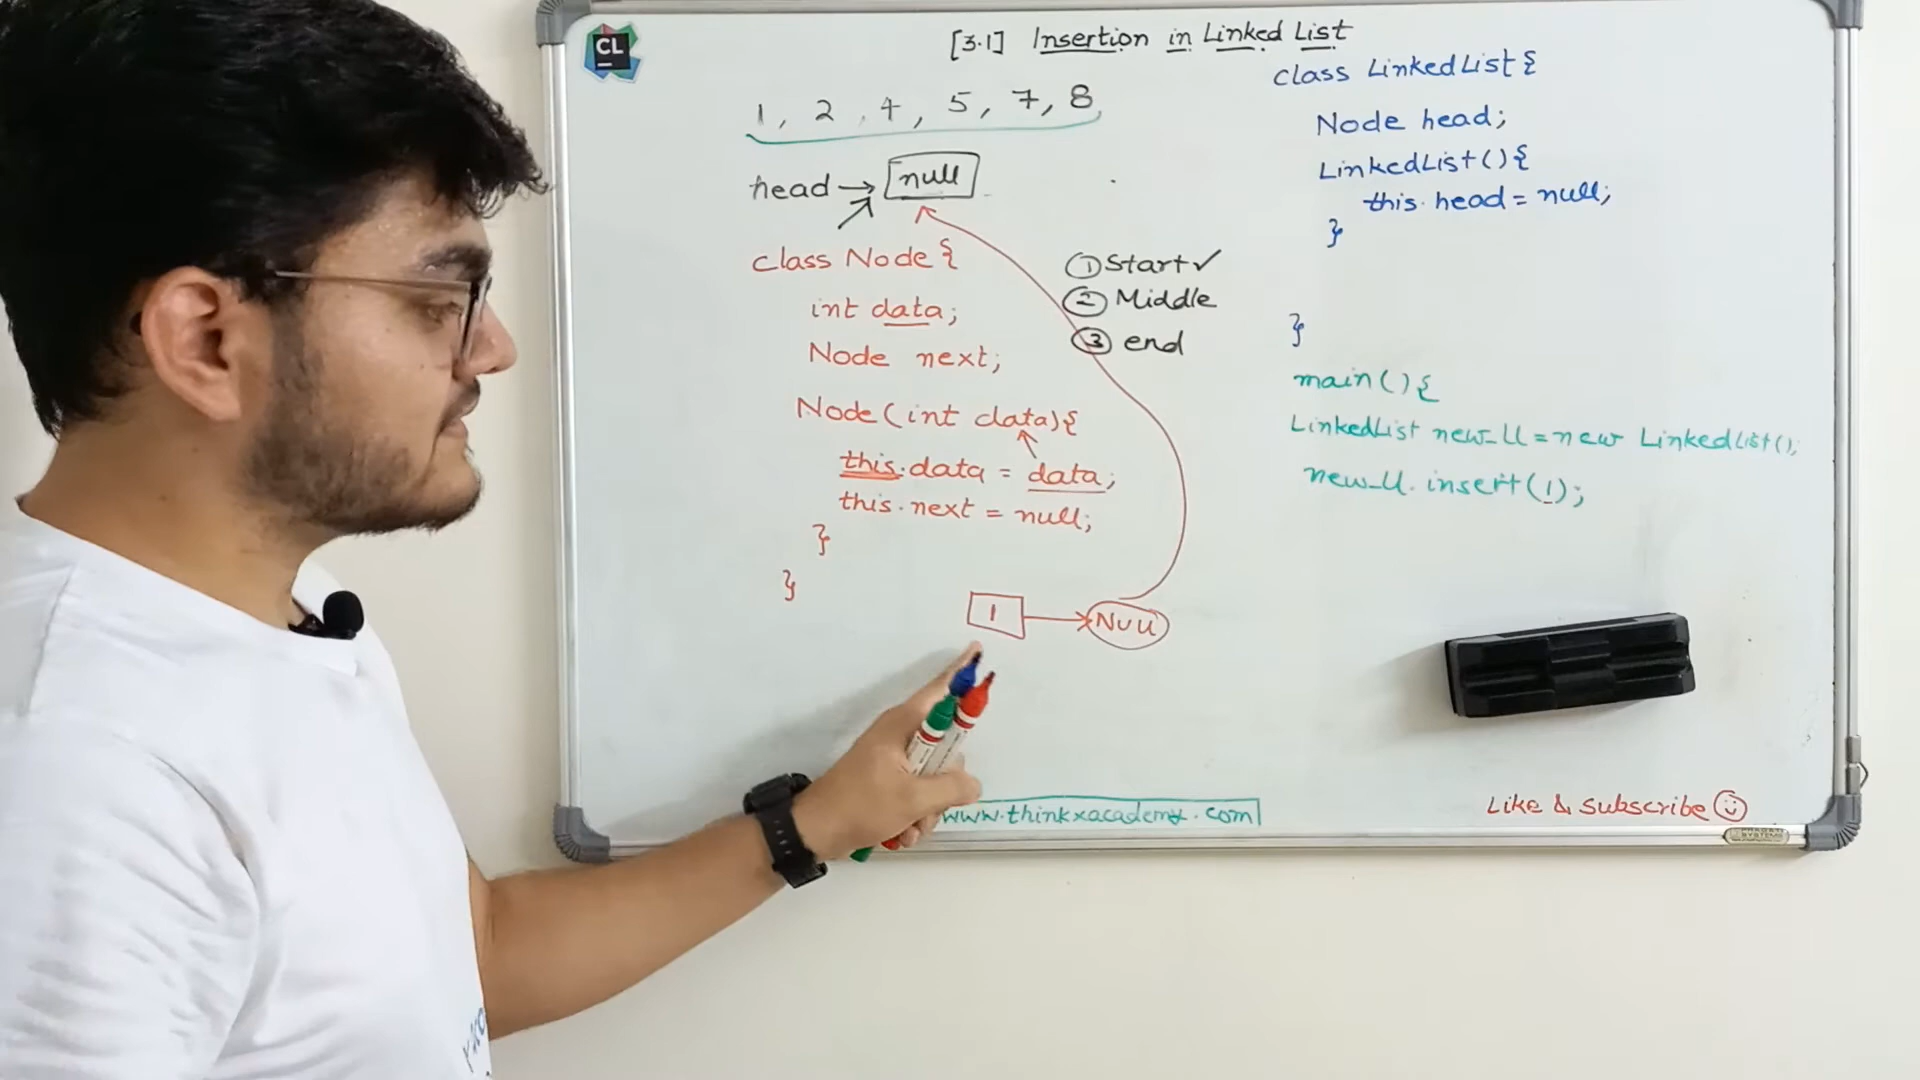 CL
[3.1] Insertion in Linked List
1, 2, 4, 5, 7, 8,
head → null
class Node {
int data;
Node next;
Node (int data) {
this.data = data;
this.next = null;
}
}
1 → Null
① Start ✓
② Middle
③ end
class LinkedList {
Node head;
LinkedList () {
this.head = null;
}
}
main () {
LinkedList new_ll = new LinkedList();
new_ll.insert(1);
www.thinkxacademy.com
Like & Subscribe ☺